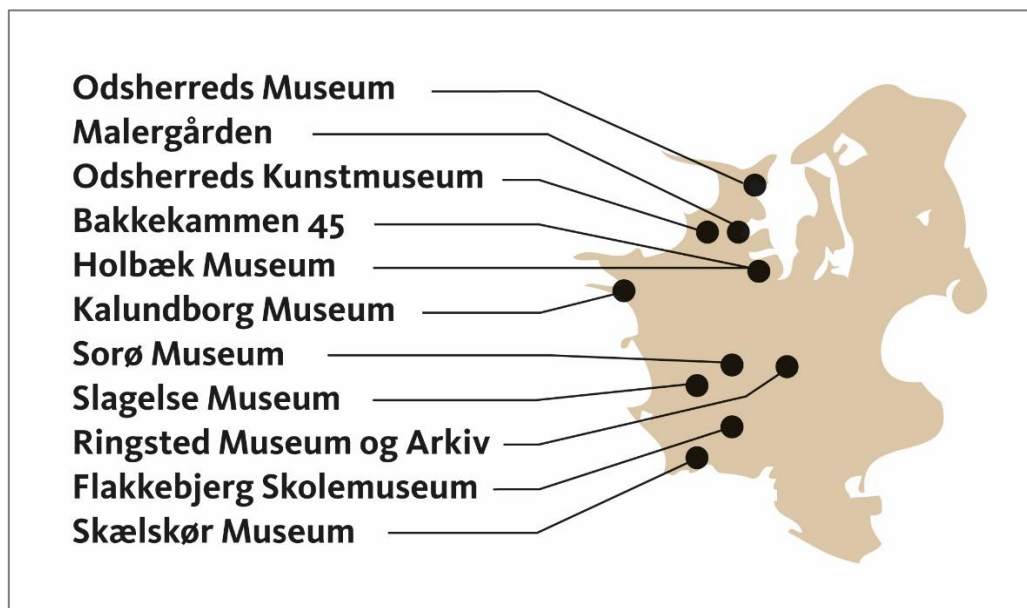 Odsherreds Museum
Malergården
Odsherreds Kunstmuseum
Bakkekammen 45
Holbæk Museum
Kalundborg Museum
Sorø Museum
Slagelse Museum
Ringsted Museum og Arkiv
Flakkebjerg Skolemuseum
Skælskør Museum